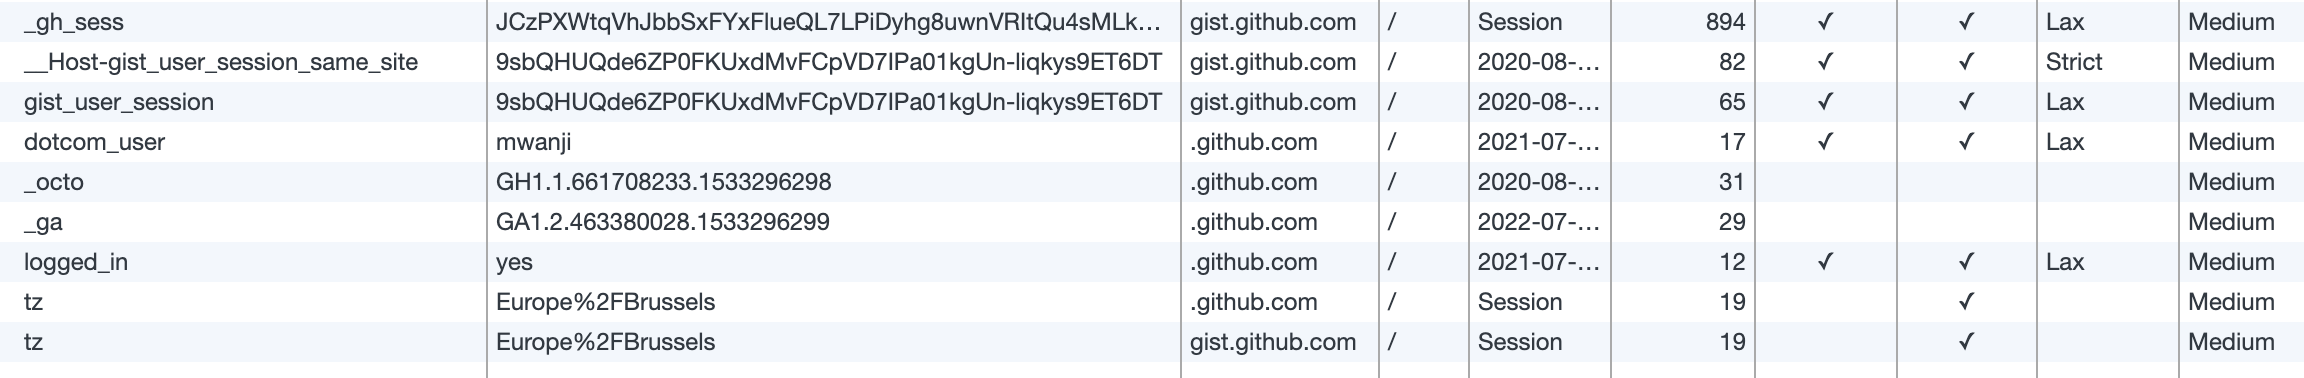 _gh_sess JCzPXWtqVhJbbSxFYxFlueQL7LPiDyhg8uwnVRItQu4sMLk… gist.github.com / Session 894 ✓ ✓ Lax Medium
__Host-gist_user_session_same_site 9sbQHUQde6ZP0FKUxdMvFCpVD7IPa01kgUn-liqkys9ET6DT gist.github.com / 2020-08-… 82 ✓ ✓ Strict Medium
gist_user_session 9sbQHUQde6ZP0FKUxdMvFCpVD7IPa01kgUn-liqkys9ET6DT gist.github.com / 2020-08-… 65 ✓ ✓ Lax Medium
dotcom_user mwanji .github.com / 2021-07-… 17 ✓ ✓ Lax Medium
_octo GH1.1.661708233.1533296298 .github.com / 2020-08-… 31 Medium
_ga GA1.2.463380028.1533296299 .github.com / 2022-07-… 29 Medium
logged_in yes .github.com / 2021-07-… 12 ✓ ✓ Lax Medium
tz Europe%2FBrussels .github.com / Session 19 ✓ Medium
tz Europe%2FBrussels gist.github.com / Session 19 ✓ Medium